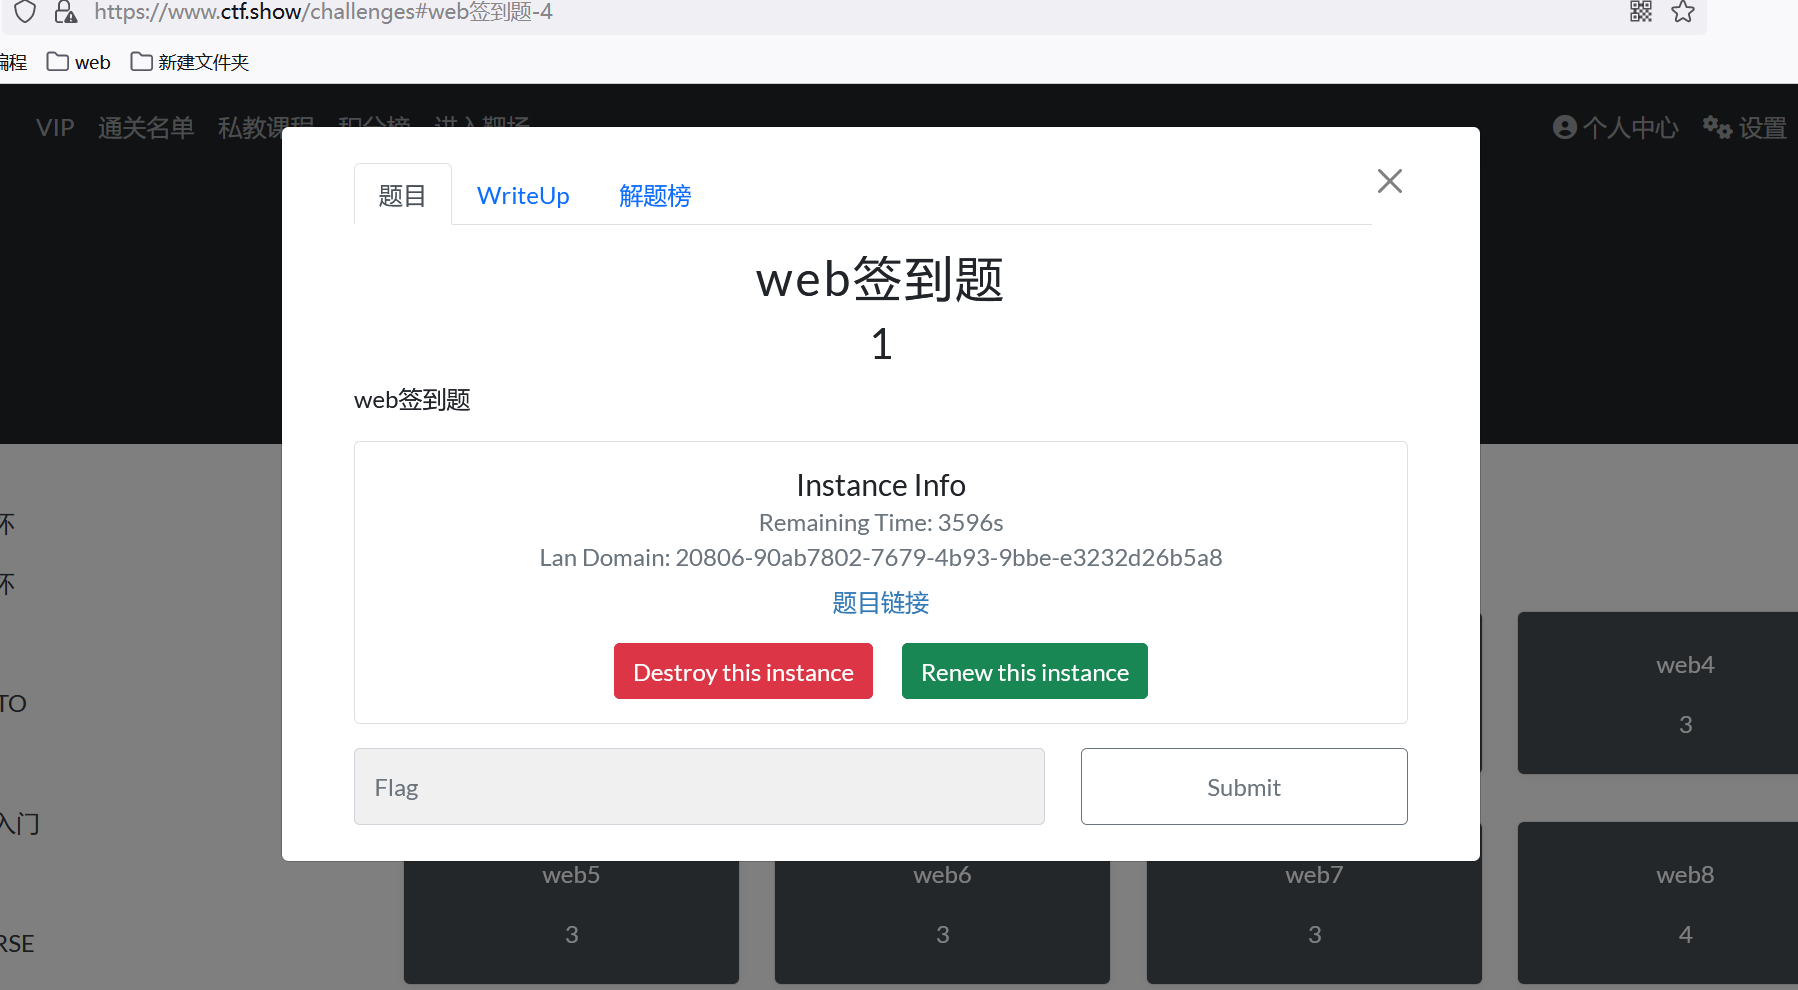 https://www.ctf.show/challenges#web签到题-4
编程 web 新建文件夹
VIP 通关名单 私教课程 积分榜 进入靶场 个人中心 设置
题目 WriteUp 解题榜
web签到题
1
web签到题
Instance Info
Remaining Time: 3596s
Lan Domain: 20806-90ab7802-7679-4b93-9bbe-e3232d26b5a8
题目链接
Destroy this instance Renew this instance
Flag Submit
杯
杯
TO
入门
RSE
web4
3
web5 web6 web7 web8
3 3 3 4